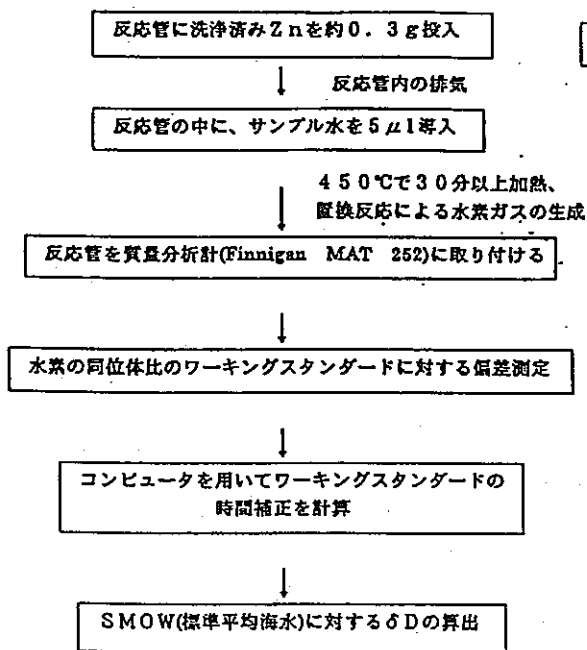 反応管に洗浄済みZnを約0.3g投入
反応管内の排気
反応管の中に、サンプル水を5μl導入
450℃で30分以上加熱、
置換反応による水素ガスの生成
反応管を質量分析計(Finnigan MAT 252)に取り付ける
水素の同位体比のワーキングスタンダードに対する偏差測定
コンピュータを用いてワーキングスタンダードの
時間補正を計算
SMOW(標準平均海水)に対するδDの算出